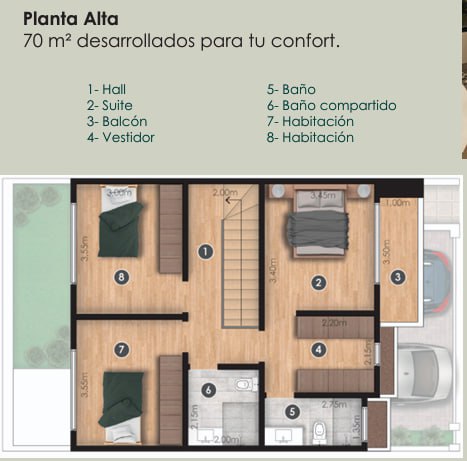 Planta Alta
70 m² desarrollados para tu confort.
1- Hall
2- Suite
3- Balcón
4- Vestidor
5- Baño
6- Baño compartido
7- Habitación
8- Habitación
3.00m
2.00m
3.45m
1.00m
3.55m
3.40m
3.50m
1
2
3
8
2.20m
7
4
2.15m
3.55m
6
2.15m
5
2.75m
1.35m
2.00m